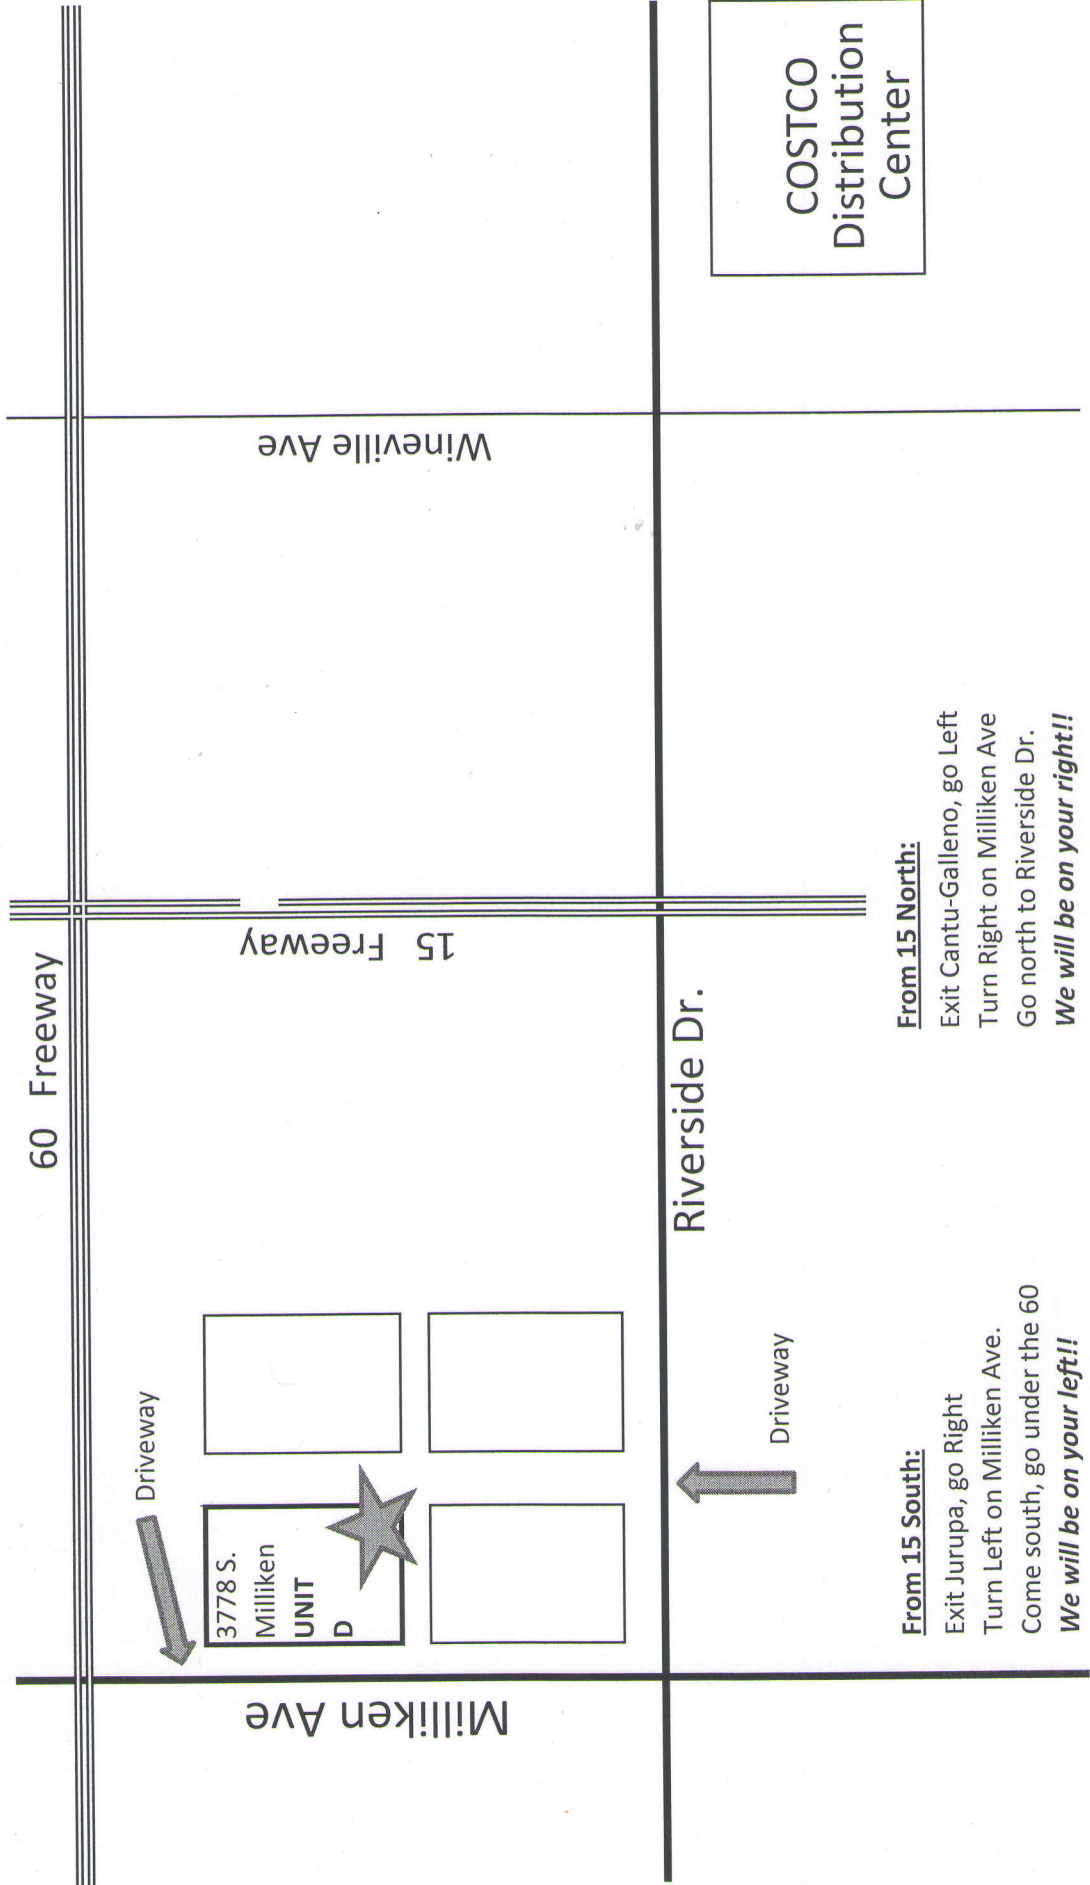 60 Freeway
Driveway
3778 S.
Milliken
UNIT
D
Milliken Ave
15 Freeway
Wineville Ave
Riverside Dr.
Driveway
COSTCO
Distribution
Center
From 15 South:
Exit Jurupa, go Right
Turn Left on Milliken Ave.
Come south, go under the 60
We will be on your left!!
From 15 North:
Exit Cantu-Galleno, go Left
Turn Right on Milliken Ave
Go north to Riverside Dr.
We will be on your right!!